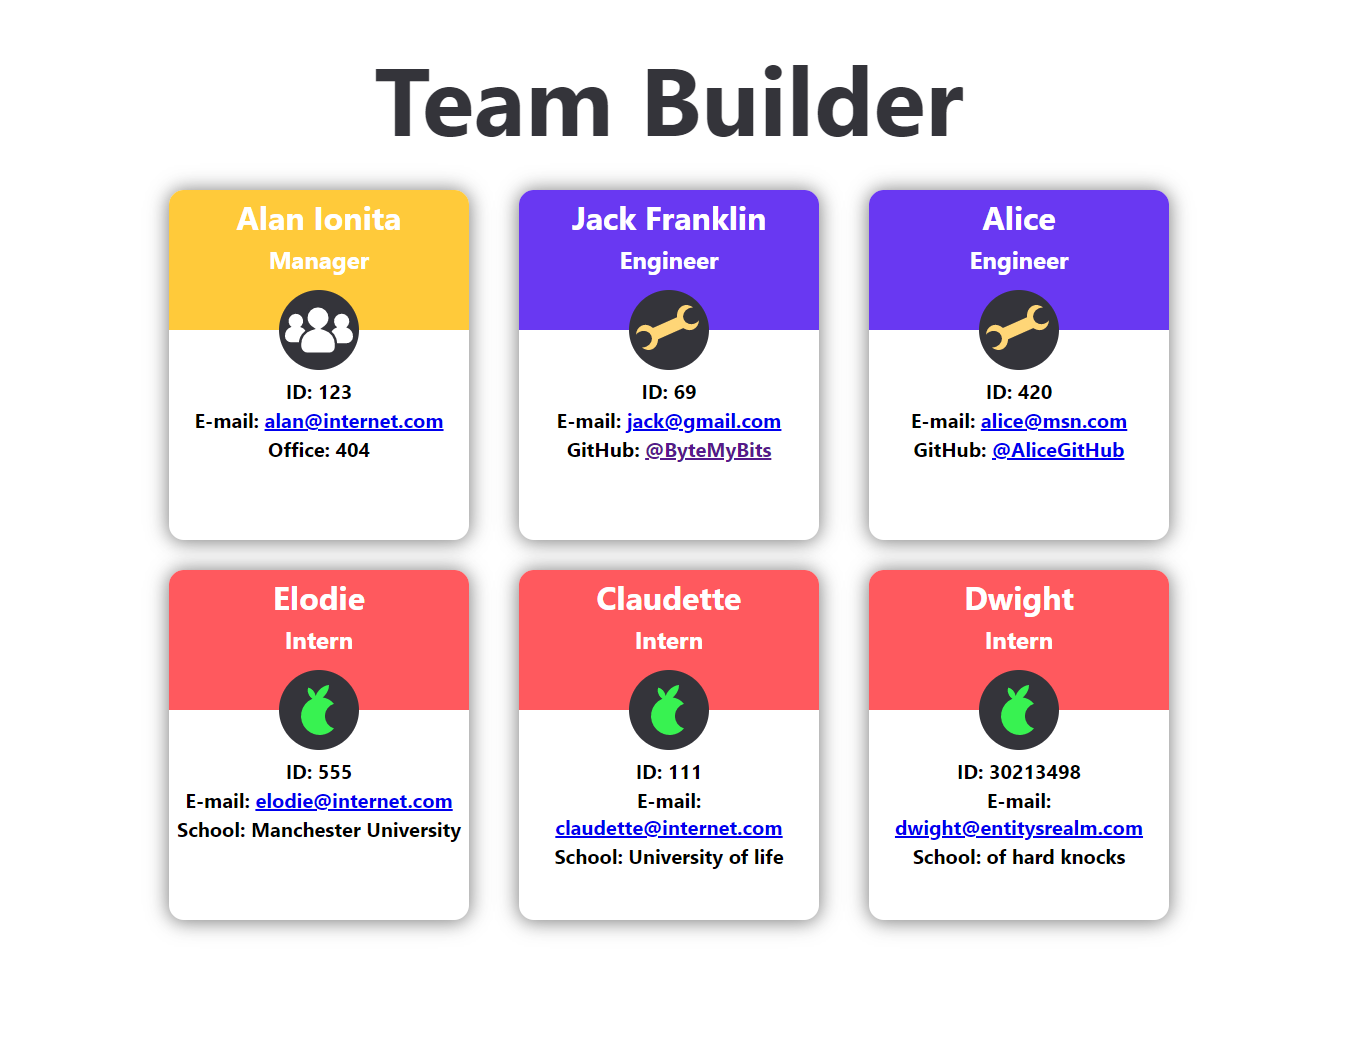 Team Builder
Alan Ionita
Manager
ID: 123
E-mail: alan@internet.com
Office: 404
Jack Franklin
Engineer
ID: 69
E-mail: jack@gmail.com
GitHub: @ByteMyBits
Alice
Engineer
ID: 420
E-mail: alice@msn.com
GitHub: @AliceGitHub
Elodie
Intern
ID: 555
E-mail: elodie@internet.com
School: Manchester University
Claudette
Intern
ID: 111
E-mail:
claudette@internet.com
School: University of life
Dwight
Intern
ID: 30213498
E-mail:
dwight@entitysrealm.com
School: of hard knocks